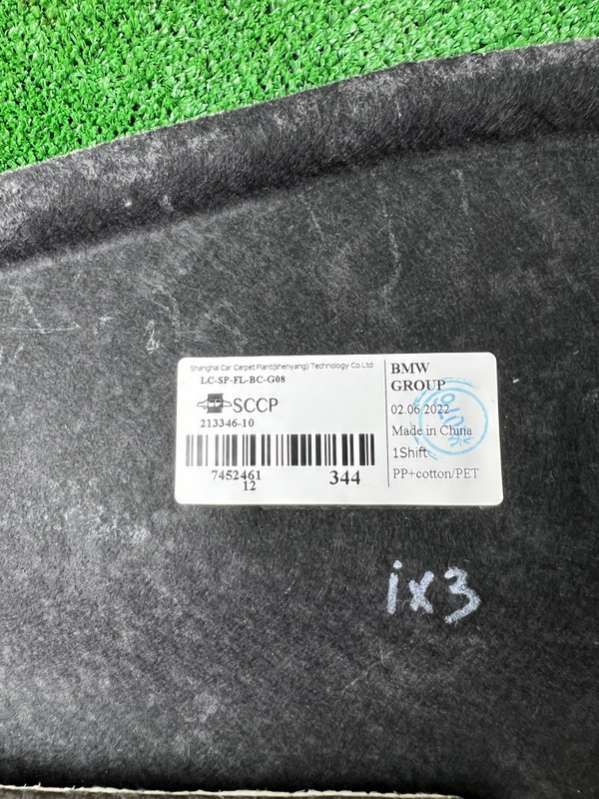 Shanghai Car Carpet Plant(shenyang) Technology Co Ltd
LC-SP-FL-BC-G08
SCCP
213346-10
7452461
12
344
BMW
GROUP
02.06 2022
Made in China
1Shift
PP+cotton/PET
ix3